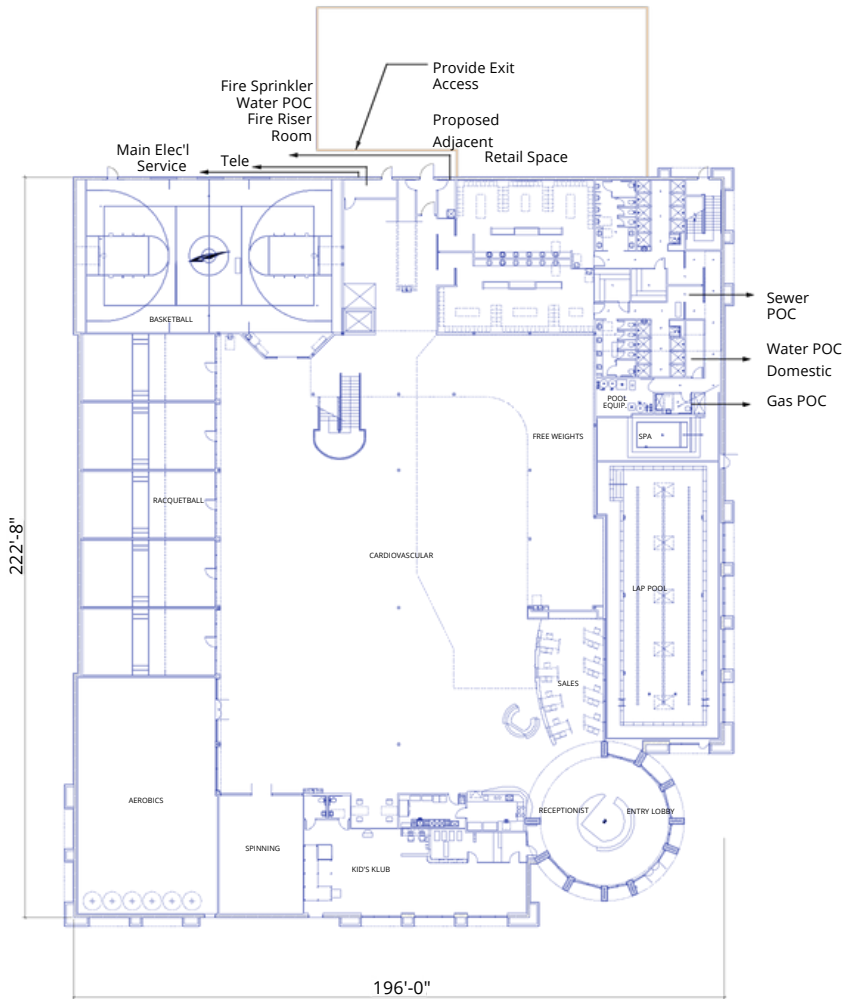 Provide Exit
Access
Fire Sprinkler
Water POC
Fire Riser
Room
Proposed
Adjacent
Retail Space
Main Elec'l
Service
Tele
BASKETBALL
Sewer
POC
Water POC
Domestic
Gas POC
POOL
EQUIP.
SPA
FREE WEIGHTS
RACQUETBALL
222'-8"
CARDIOVASCULAR
LAP POOL
SALES
AEROBICS
RECEPTIONIST
ENTRY LOBBY
SPINNING
KID'S KLUB
196'-0"